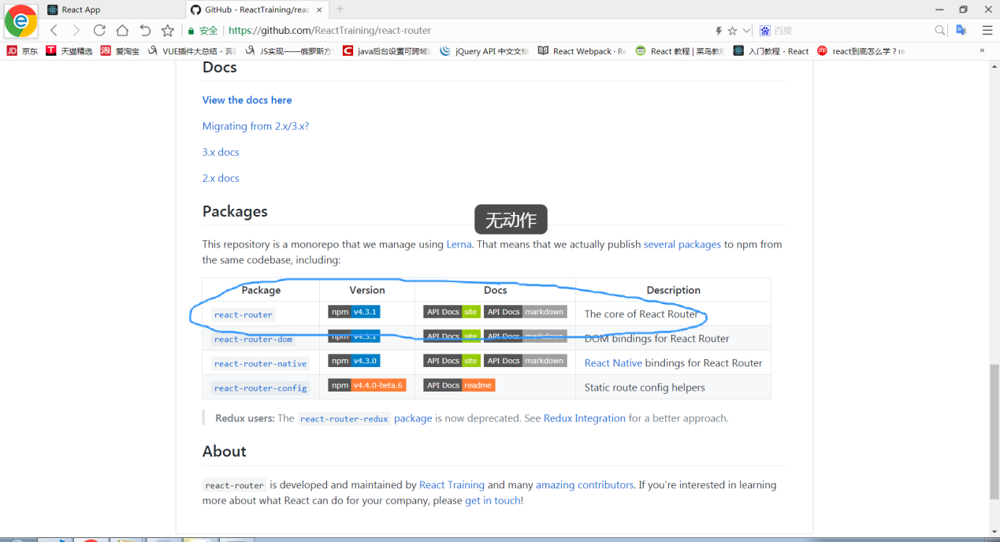 React App
GitHub - ReactTraining/reac
安全 https://github.com/ReactTraining/react-router
百度
京东 天猫精选 爱淘宝 VUE插件大总结 - 奔 JS实现——俄罗斯方 java后台设置可跨域 jQuery API 中文文档 React Webpack · Re React 教程 | 菜鸟教程 入门教程 - React react到底怎么学？re
Docs
View the docs here
Migrating from 2.x/3.x?
3.x docs
2.x docs
Packages
无动作
This repository is a monorepo that we manage using Lerna. That means that we actually publish several packages to npm from
the same codebase, including:
Package Version Docs Description
react-router npm v4.3.1 API Docs site API Docs markdown The core of React Router
react-router-dom npm v4.3.1 API Docs site API Docs markdown DOM bindings for React Router
react-router-native npm v4.3.0 API Docs site API Docs markdown React Native bindings for React Router
react-router-config npm v4.4.0-beta.6 API Docs readme Static route config helpers
Redux users: The react-router-redux package is now deprecated. See Redux Integration for a better approach.
About
react-router is developed and maintained by React Training and many amazing contributors. If you're interested in learning
more about what React can do for your company, please get in touch!